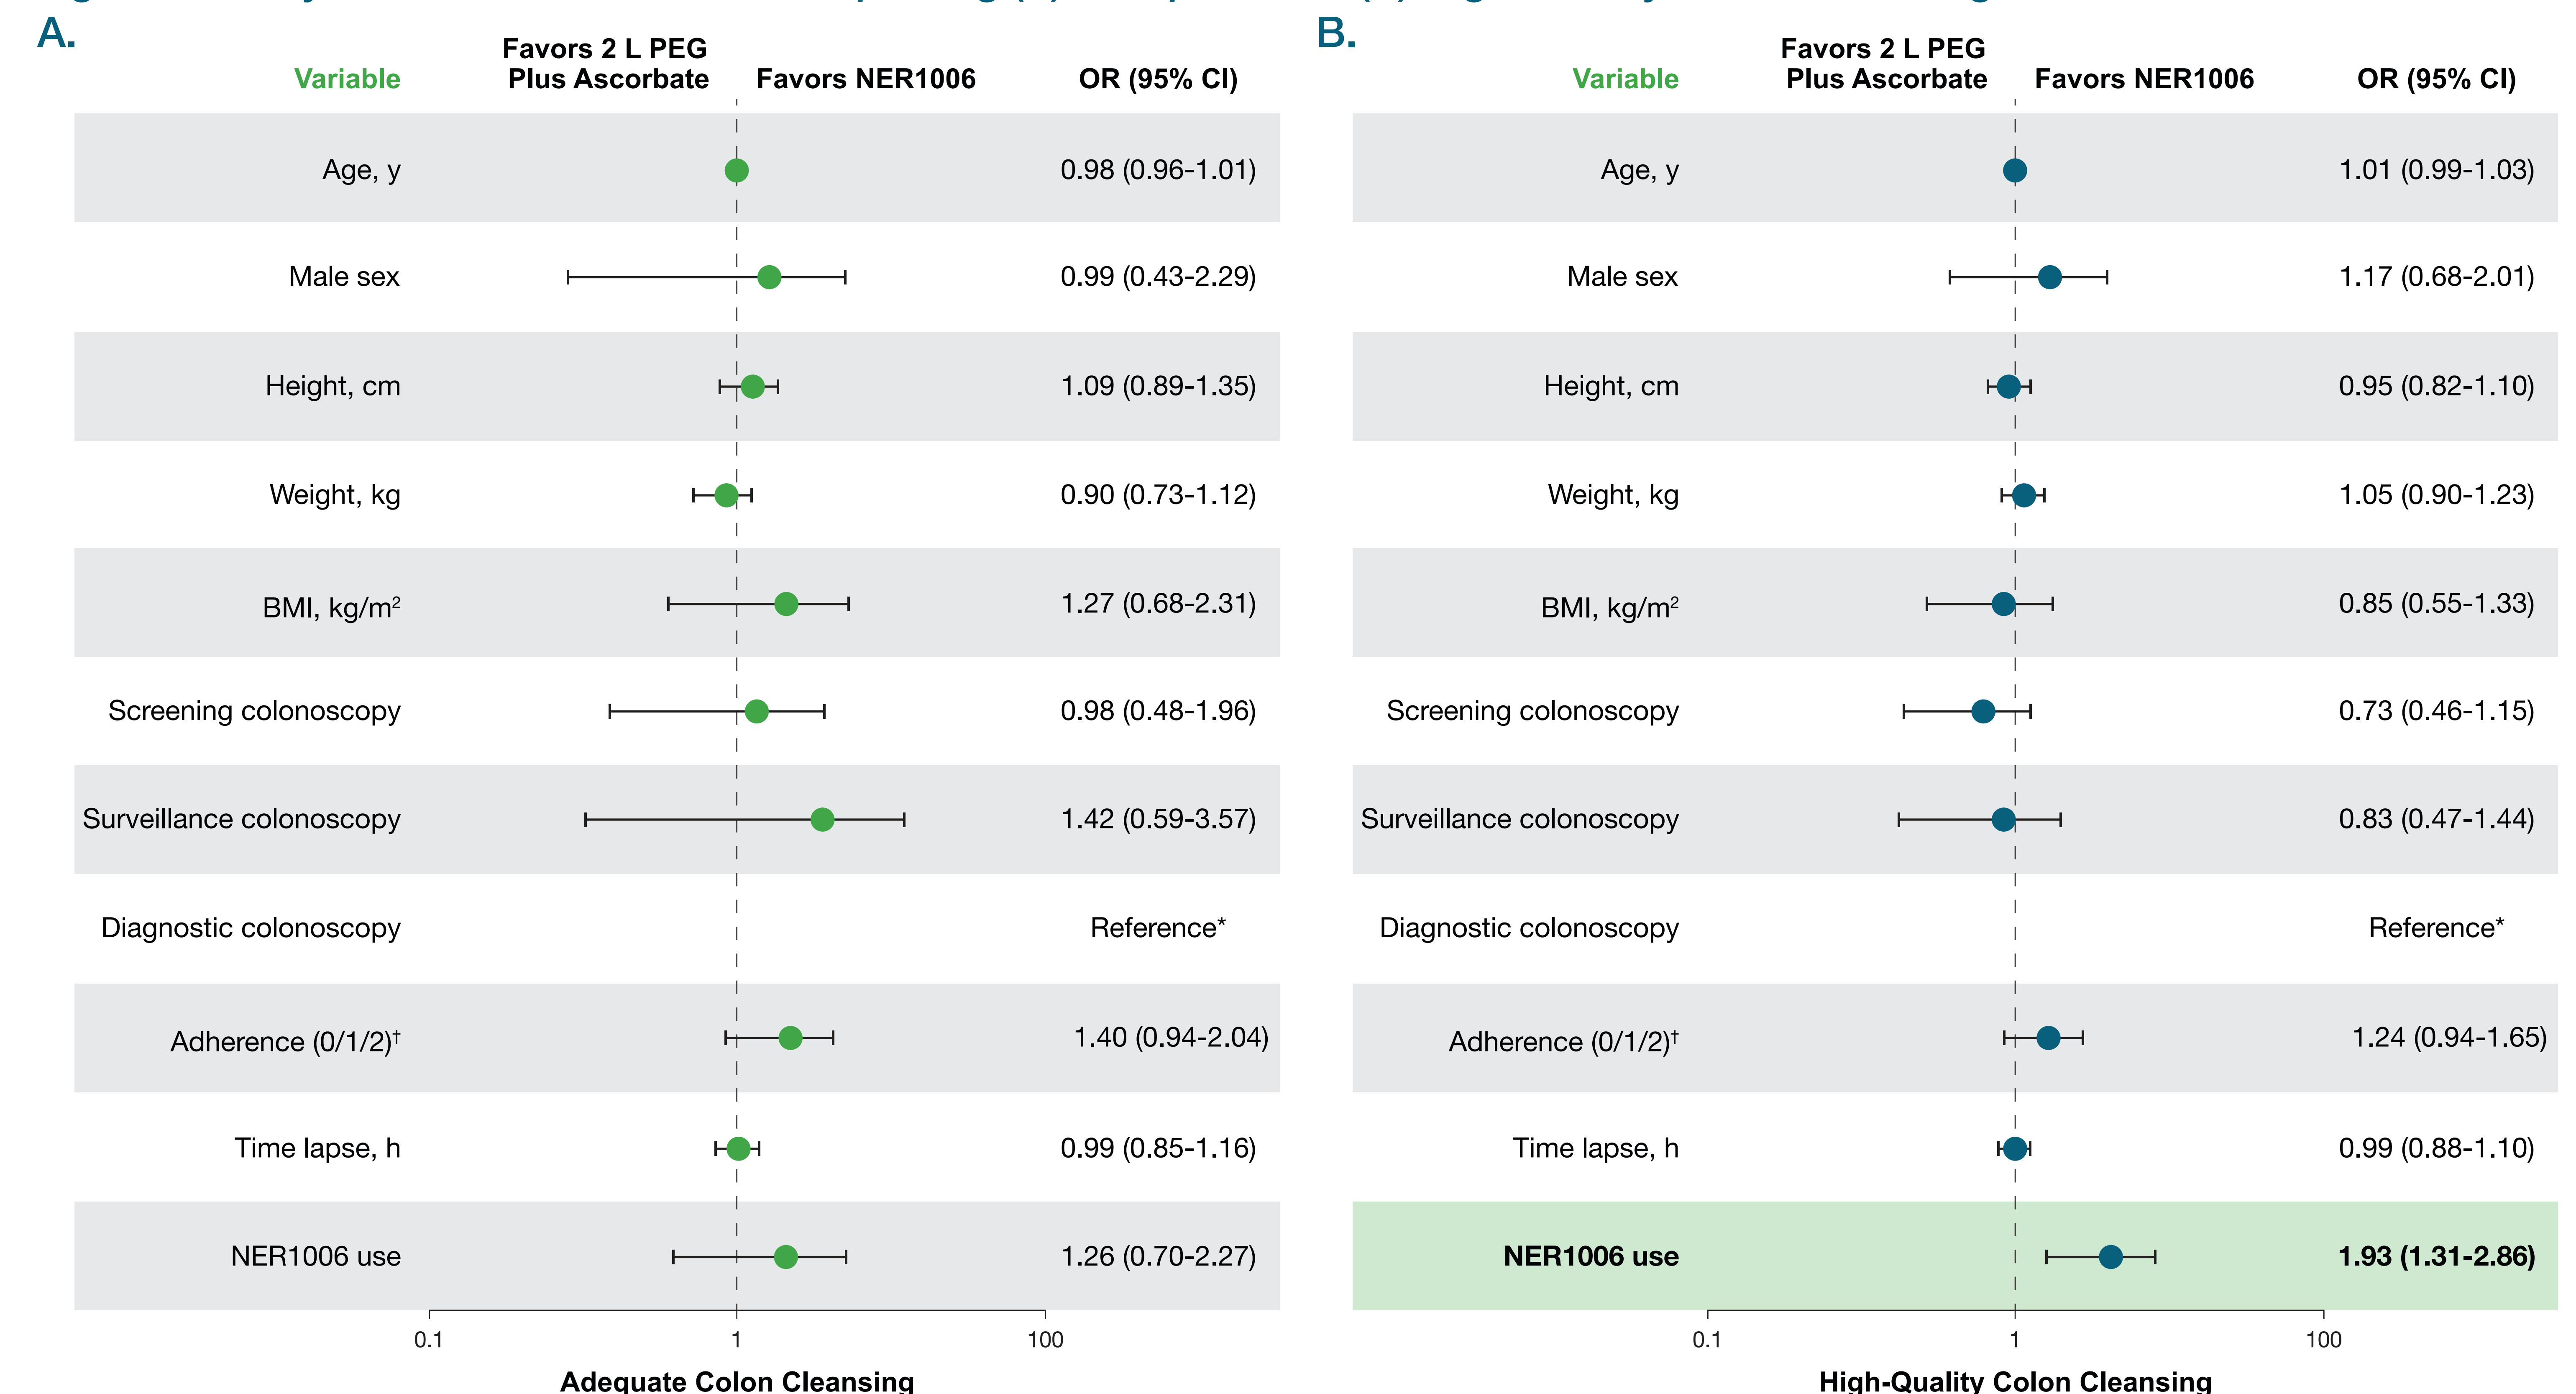 A.
Favors 2 L PEG
Variable Plus Ascorbate Favors NER1006 OR (95% CI)
Age, y 0.98 (0.96-1.01)
Male sex 0.99 (0.43-2.29)
Height, cm 1.09 (0.89-1.35)
Weight, kg 0.90 (0.73-1.12)
BMI, kg/m² 1.27 (0.68-2.31)
Screening colonoscopy 0.98 (0.48-1.96)
Surveillance colonoscopy 1.42 (0.59-3.57)
Diagnostic colonoscopy Reference*
Adherence (0/1/2)† 1.40 (0.94-2.04)
Time lapse, h 0.99 (0.85-1.16)
NER1006 use 1.26 (0.70-2.27)
0.1 1 100
Adequate Colon Cleansing
B.
Favors 2 L PEG
Variable Plus Ascorbate Favors NER1006 OR (95% CI)
Age, y 1.01 (0.99-1.03)
Male sex 1.17 (0.68-2.01)
Height, cm 0.95 (0.82-1.10)
Weight, kg 1.05 (0.90-1.23)
BMI, kg/m² 0.85 (0.55-1.33)
Screening colonoscopy 0.73 (0.46-1.15)
Surveillance colonoscopy 0.83 (0.47-1.44)
Diagnostic colonoscopy Reference*
Adherence (0/1/2)† 1.24 (0.94-1.65)
Time lapse, h 0.99 (0.88-1.10)
NER1006 use 1.93 (1.31-2.86)
0.1 1 100
High-Quality Colon Cleansing